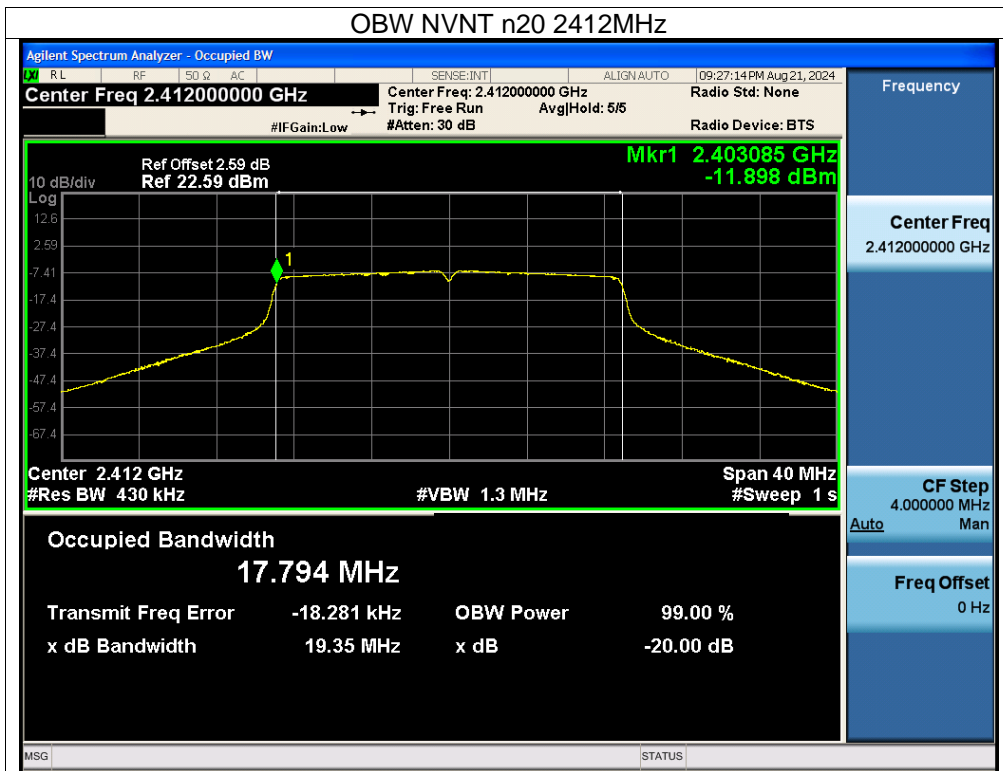 OBW NVNT n20 2412MHz
Agilent Spectrum Analyzer - Occupied BW
LXI RL RF 50 Ω AC SENSE:INT ALIGN AUTO 09:27:14 PM Aug 21, 2024
Center Freq 2.412000000 GHz Center Freq: 2.412000000 GHz Radio Std: None
Trig: Free Run Avg|Hold: 5/5
#IFGain:Low #Atten: 30 dB Radio Device: BTS
Mkr1 2.403085 GHz
-11.898 dBm
Ref Offset 2.59 dB
10 dB/div Ref 22.59 dBm
Log
12.6
2.59
-7.41
-17.4
-27.4
-37.4
-47.4
-57.4
-67.4
1
Center 2.412 GHz Span 40 MHz
#Res BW 430 kHz #VBW 1.3 MHz #Sweep 1 s
Occupied Bandwidth
17.794 MHz
Transmit Freq Error -18.281 kHz OBW Power 99.00 %
x dB Bandwidth 19.35 MHz x dB -20.00 dB
Frequency
Center Freq
2.412000000 GHz
CF Step
4.000000 MHz
Auto Man
Freq Offset
0 Hz
MSG STATUS